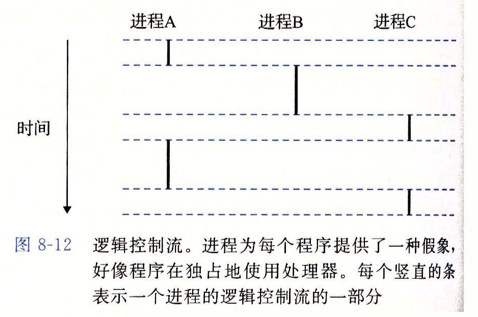 进程A 进程B 进程C
时间
图 8-12 逻辑控制流。进程为每个程序提供了一种假象,
好像程序在独占地使用处理器。每个竖直的条
表示一个进程的逻辑控制流的一部分